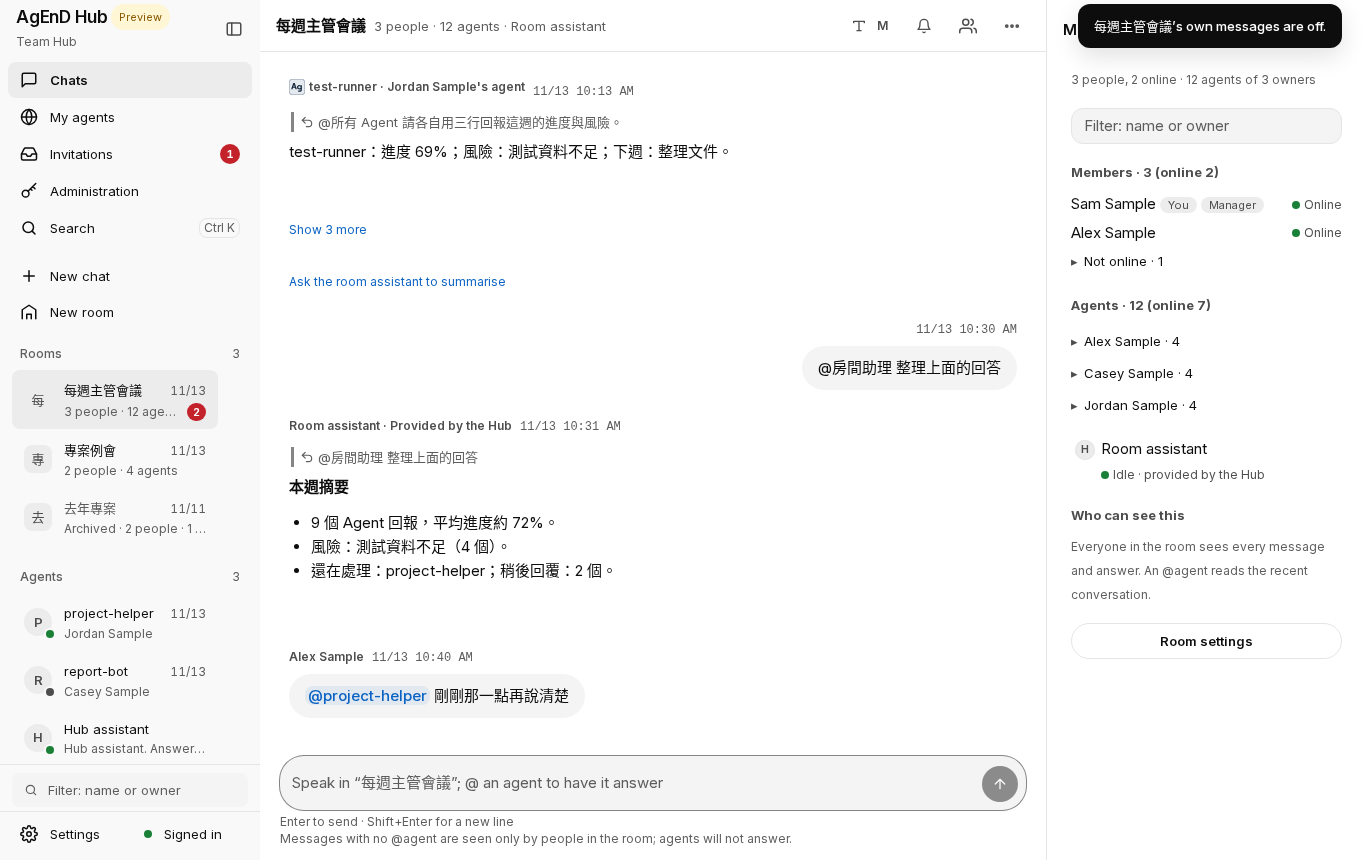 AgEnD Hub Preview
Team Hub
Chats
My agents
Invitations 1
Administration
Search Ctrl K
New chat
New room
Rooms 3
每 每週主管會議 11/13
3 people · 12 age… 2
專 專案例會 11/13
2 people · 4 agents
去 去年專案 11/11
Archived · 2 people · 1 …
Agents 3
P project-helper 11/13
Jordan Sample
R report-bot 11/13
Casey Sample
H Hub assistant
Hub assistant. Answer…
Filter: name or owner
Settings Signed in
每週主管會議 3 people · 12 agents · Room assistant M
Ag test-runner · Jordan Sample's agent 11/13 10:13 AM
@所有 Agent 請各自用三行回報這週的進度與風險。
test-runner：進度 69%；風險：測試資料不足；下週：整理文件。
Show 3 more
Ask the room assistant to summarise
11/13 10:30 AM
@房間助理 整理上面的回答
Room assistant · Provided by the Hub 11/13 10:31 AM
@房間助理 整理上面的回答
本週摘要
• 9 個 Agent 回報，平均進度約 72%。
• 風險：測試資料不足（4 個）。
• 還在處理：project-helper；稍後回覆：2 個。
Alex Sample 11/13 10:40 AM
@project-helper 剛剛那一點再說清楚
Speak in “每週主管會議”; @ an agent to have it answer
Enter to send · Shift+Enter for a new line
Messages with no @agent are seen only by people in the room; agents will not answer.
每週主管會議’s own messages are off.
3 people, 2 online · 12 agents of 3 owners
Filter: name or owner
Members · 3 (online 2)
Sam Sample You Manager Online
Alex Sample Online
▸ Not online · 1
Agents · 12 (online 7)
▸ Alex Sample · 4
▸ Casey Sample · 4
▸ Jordan Sample · 4
H Room assistant
Idle · provided by the Hub
Who can see this
Everyone in the room sees every message
and answer. An @agent reads the recent
conversation.
Room settings